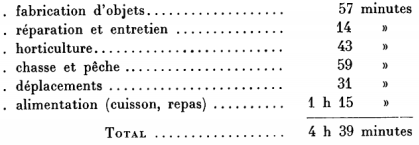 . fabrication d'objets.................... 57 minutes
. réparation et entretien ................ 14 »
. horticulture............................ 43 »
. chasse et pêche ........................ 59 »
. déplacements ........................... 31 »
. alimentation (cuisson, repas) .......... 1 h 15 »
TOTAL .................... 4 h 39 minutes